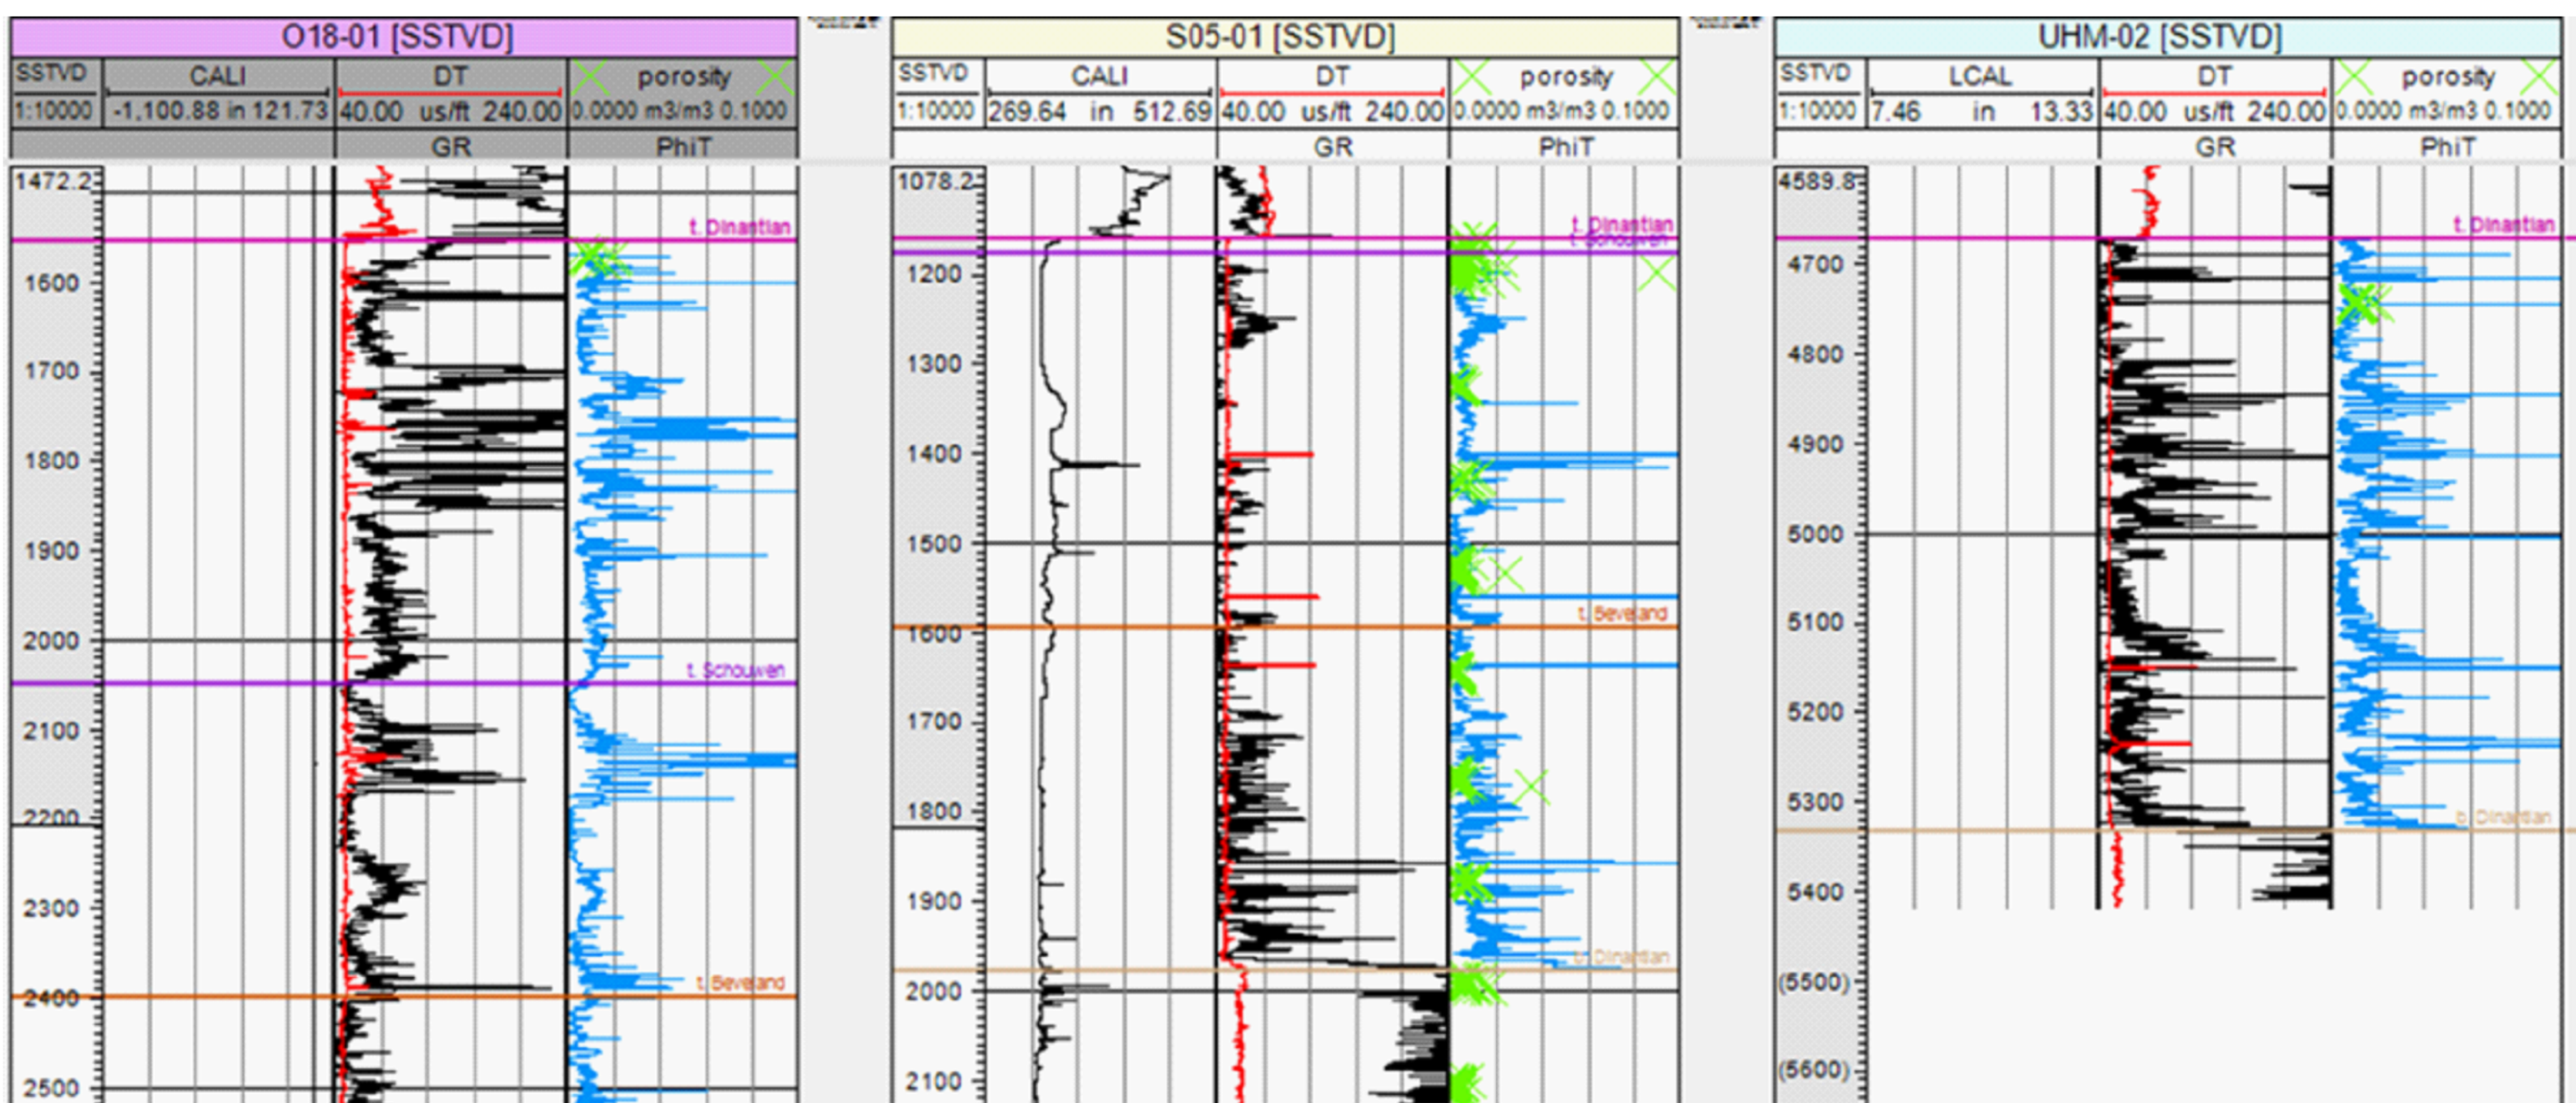 O18-01 [SSTVD]
SSTVD CALI DT porosity
1:10000 -1,100.88 in 121.73 40.00 us/ft 240.00 0.0000 m3/m3 0.1000
GR PhiT
1472.2
t. Dinantian
1600
1700
1800
1900
2000
t. Schouwen
2100
2200
2300
t. Beveland
2400
2500
S05-01 [SSTVD]
SSTVD CALI DT porosity
1:10000 269.64 in 512.69 40.00 us/ft 240.00 0.0000 m3/m3 0.1000
GR PhiT
1078.2
t. Dinantian
t. Schouwen
1200
1300
1400
1500
t. Beveland
1600
1700
1800
1900
b. Dinantian
2000
2100
UHM-02 [SSTVD]
SSTVD LCAL DT porosity
1:10000 7.46 in 13.33 40.00 us/ft 240.00 0.0000 m3/m3 0.1000
GR PhiT
4589.8
t. Dinantian
4700
4800
4900
5000
5100
5200
5300
b. Dinantian
5400
(5500)
(5600)